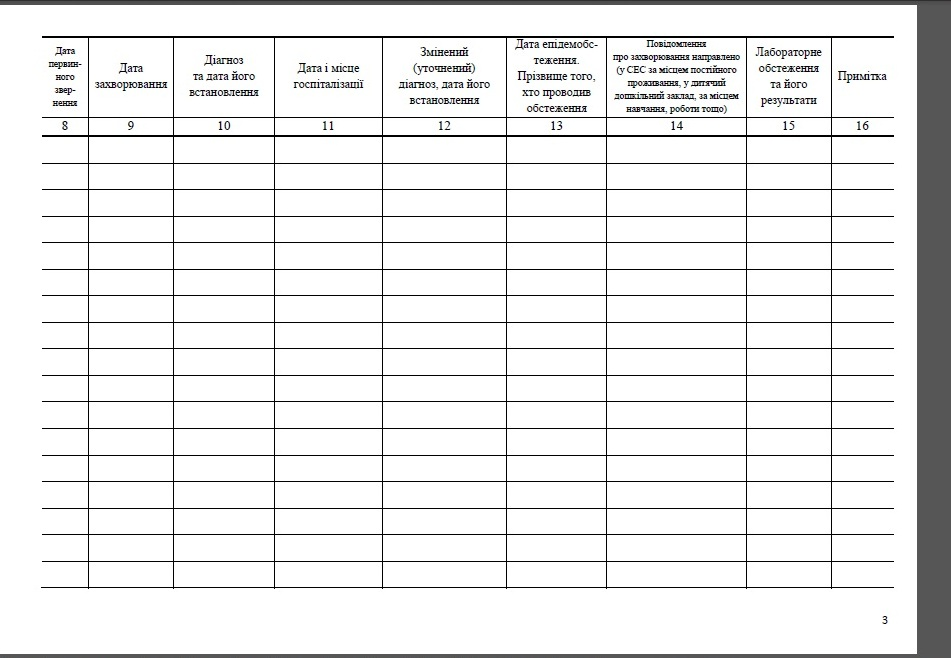 Дата
первин-
ного
звер-
нення
Дата
захворювання
Діагноз
та дата його
встановлення
Дата і місце
госпіталізації
Змінений
(уточнений)
діагноз, дата його
встановлення
Дата епідемобс-
теження.
Прізвище того,
хто проводив
обстеження
Повідомлення
про захворювання направлено
(у СЕС за місцем постійного
проживання, у дитячий
дошкільний заклад, за місцем
навчання, роботи тощо)
Лабораторне
обстеження
та його
результати
Примітка
8 9 10 11 12 13 14 15 16
3